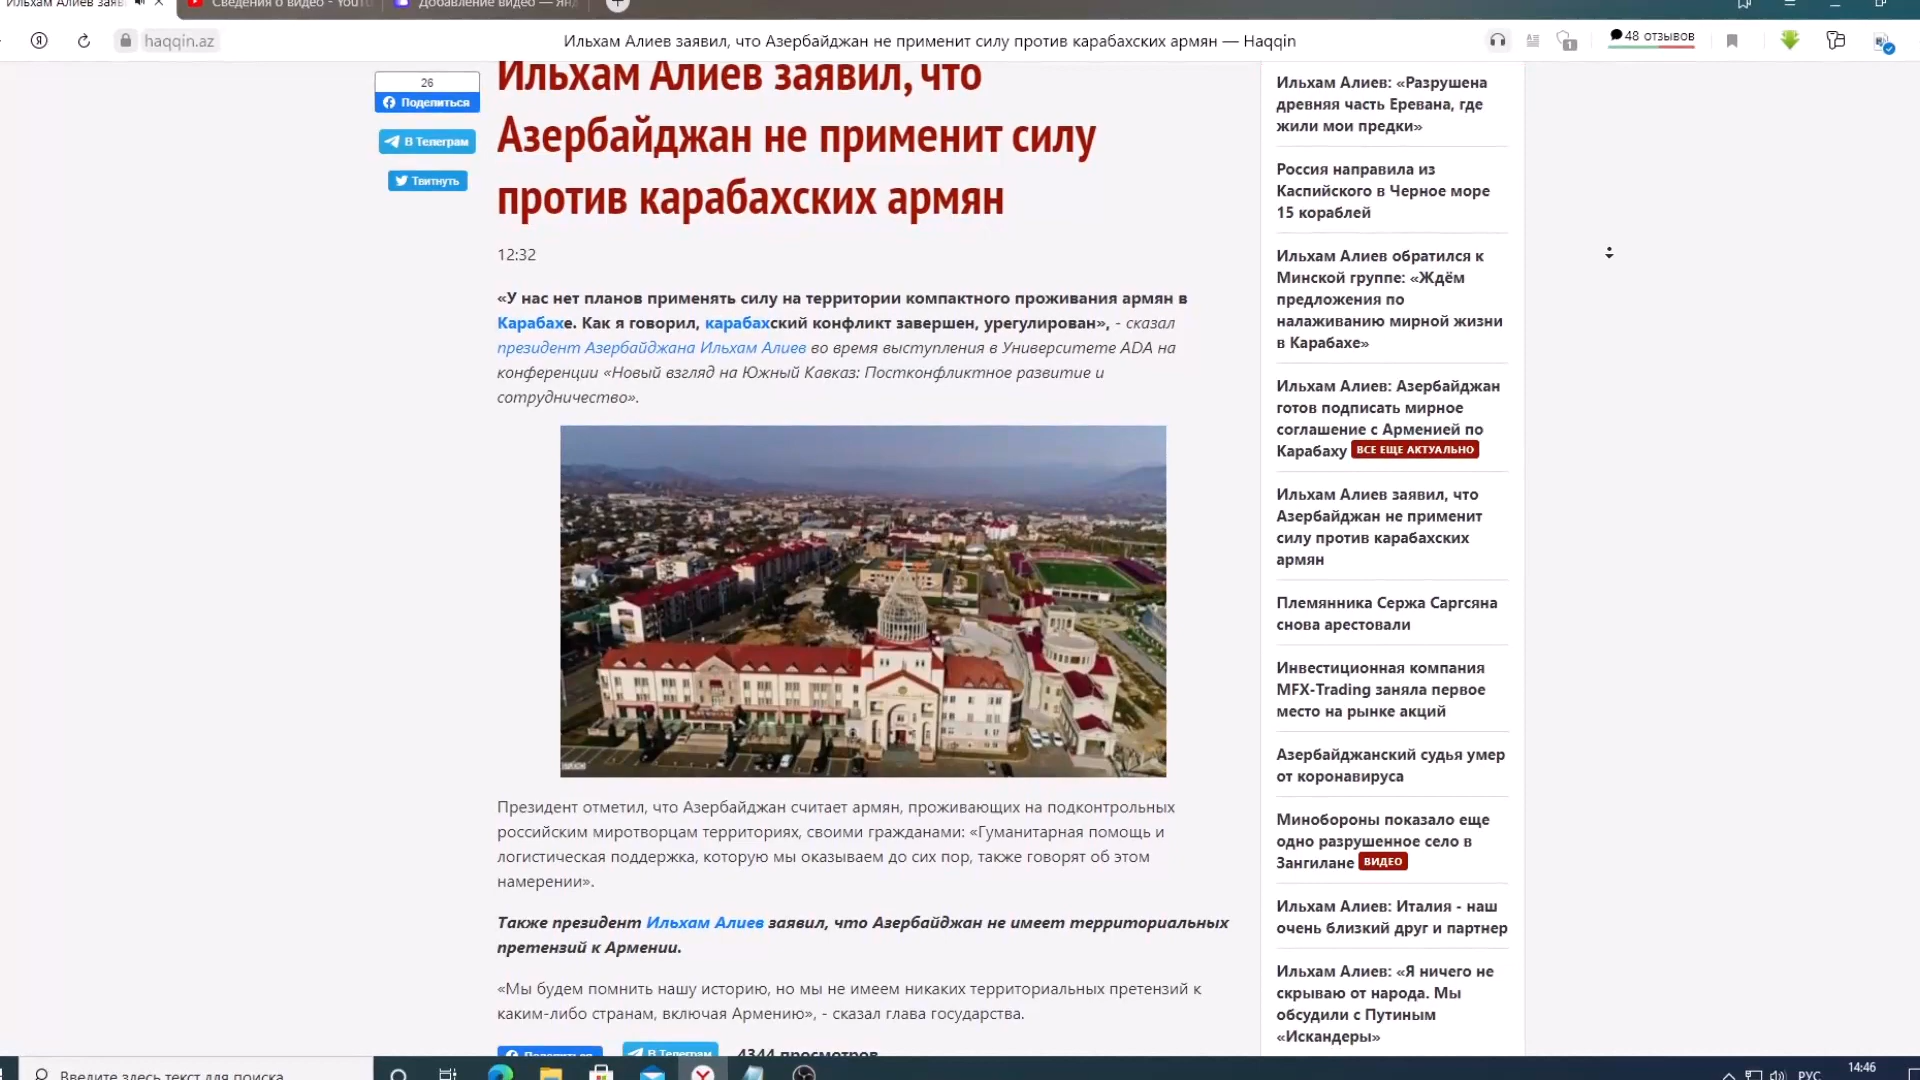 Ильхам Алиев заяв
Сведения о видео - YouTu
Добавление видео — Янд
haqqin.az
Ильхам Алиев заявил, что Азербайджан не применит силу против карабахских армян — Haqqin
48 отзывов
26
Поделиться
В Телеграм
Твитнуть
Ильхам Алиев заявил, что
Азербайджан не применит силу
против карабахских армян
12:32
«У нас нет планов применять силу на территории компактного проживания армян в
Карабахе. Как я говорил, карабахский конфликт завершен, урегулирован», - сказал
президент Азербайджана Ильхам Алиев во время выступления в Университете ADA на
конференции «Новый взгляд на Южный Кавказ: Постконфликтное развитие и
сотрудничество».
Президент отметил, что Азербайджан считает армян, проживающих на подконтрольных
российским миротворцам территориях, своими гражданами: «Гуманитарная помощь и
логистическая поддержка, которую мы оказываем до сих пор, также говорят об этом
намерении».
Также президент Ильхам Алиев заявил, что Азербайджан не имеет территориальных
претензий к Армении.
«Мы будем помнить нашу историю, но мы не имеем никаких территориальных претензий к
каким-либо странам, включая Армению», - сказал глава государства.
Поделиться
В Телеграм
4344 просмотров
Ильхам Алиев: «Разрушена
древняя часть Еревана, где
жили мои предки»
Россия направила из
Каспийского в Черное море
15 кораблей
Ильхам Алиев обратился к
Минской группе: «Ждём
предложения по
налаживанию мирной жизни
в Карабахе»
Ильхам Алиев: Азербайджан
готов подписать мирное
соглашение с Арменией по
Карабаху ВСЕ ЕЩЕ АКТУАЛЬНО
Ильхам Алиев заявил, что
Азербайджан не применит
силу против карабахских
армян
Племянника Сержа Саргсяна
снова арестовали
Инвестиционная компания
MFX-Trading заняла первое
место на рынке акций
Азербайджанский судья умер
от коронавируса
Минобороны показало еще
одно разрушенное село в
Зангилане ВИДЕО
Ильхам Алиев: Италия - наш
очень близкий друг и партнер
Ильхам Алиев: «Я ничего не
скрываю от народа. Мы
обсудили с Путиным
«Искандеры»
Введите здесь текст для поиска
РУС
14:46